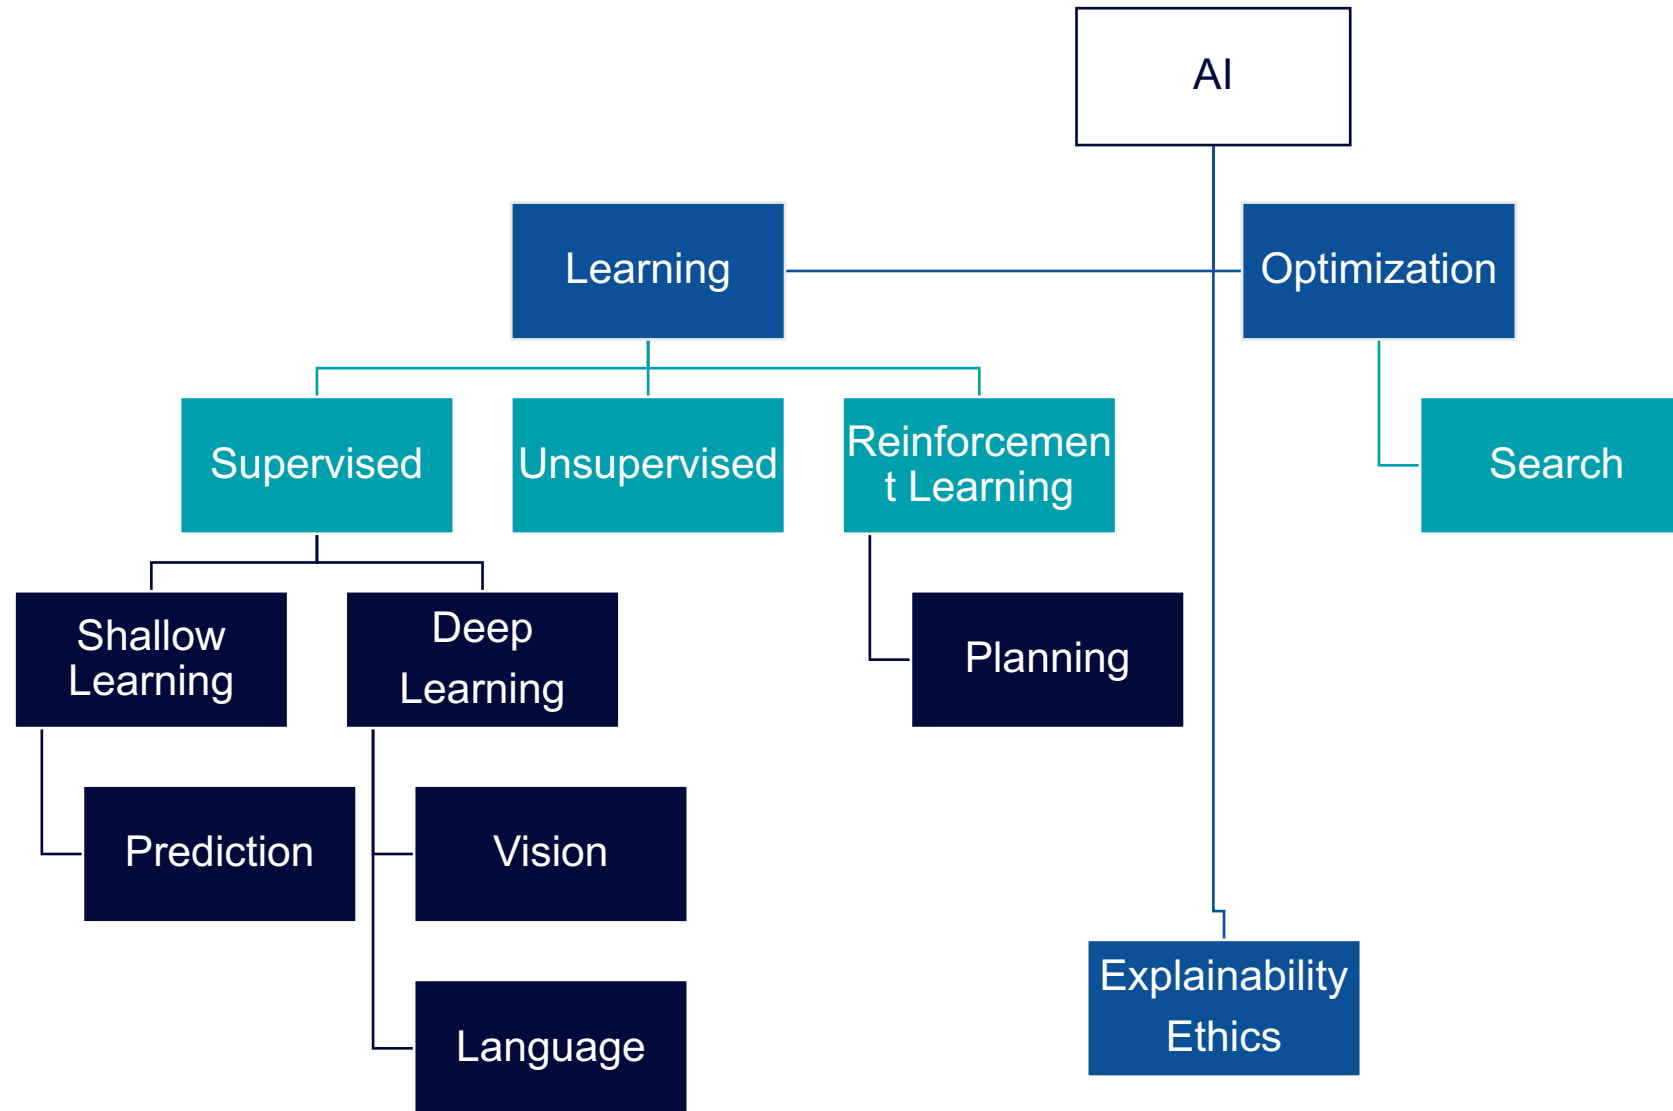 AI
Learning
Optimization
Supervised
Unsupervised
Reinforcemen
t Learning
Search
Shallow
Learning
Deep
Learning
Planning
Prediction
Vision
Explainability
Ethics
Language